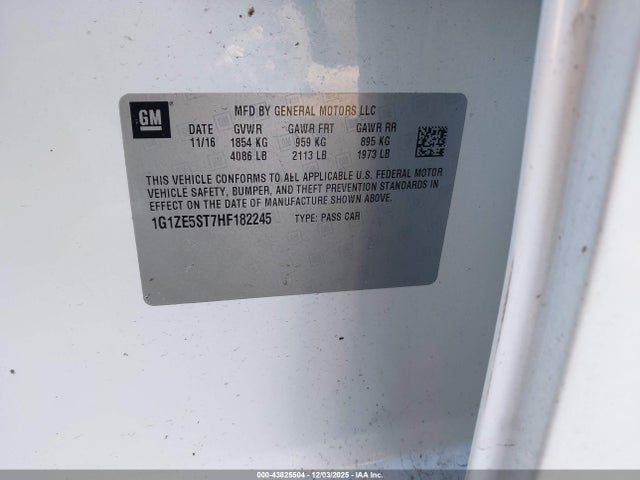 GM
MFD BY GENERAL MOTORS LLC
DATE GVWR GAWR FRT GAWR RR
11/16 1854 KG 959 KG 895 KG
4086 LB 2113 LB 1973 LB
THIS VEHICLE CONFORMS TO ALL APPLICABLE U.S. FEDERAL MOTOR
VEHICLE SAFETY, BUMPER, AND THEFT PREVENTION STANDARDS IN
EFFECT ON THE DATE OF MANUFACTURE SHOWN ABOVE.
1G1ZE5ST7HF182245 TYPE: PASS CAR
000-43825504 - 12/03/2025 - IAA Inc.